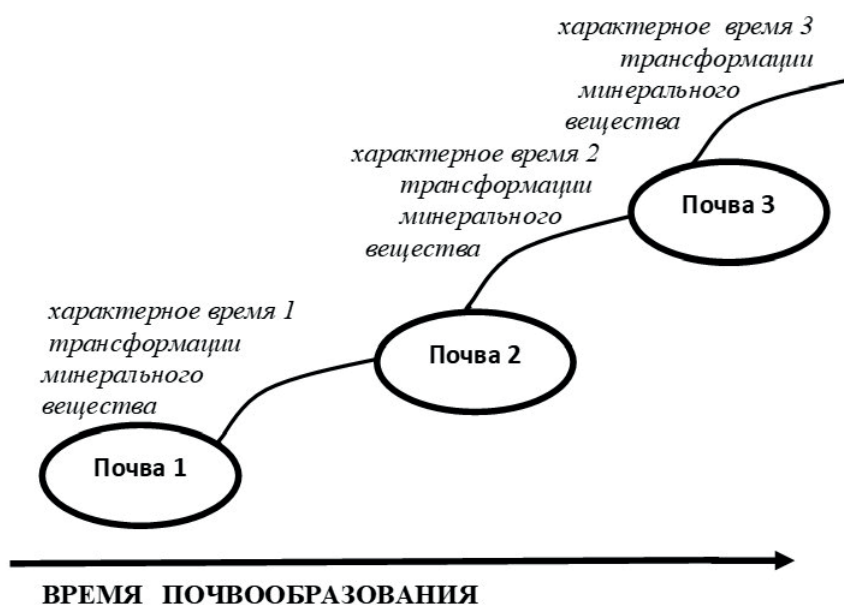 характерное время 3
трансформации
минерального
вещества
характерное время 2
трансформации
минерального
вещества
Почва 3
характерное время 1
трансформации
минерального
вещества
Почва 2
Почва 1
ВРЕМЯ ПОЧВООБРАЗОВАНИЯ